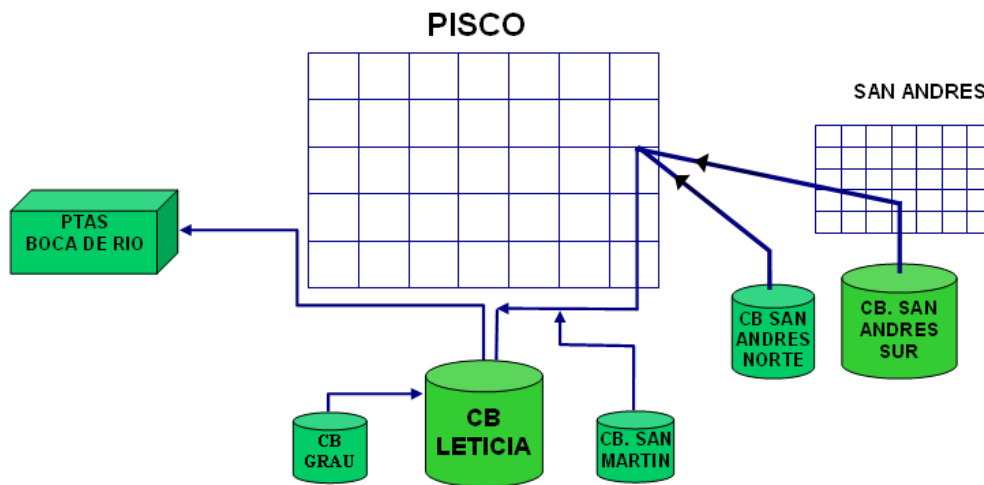 PISCO
SAN ANDRES
PTAS
BOCA DE RIO
CB SAN
ANDRES
NORTE
CB. SAN
ANDRES
SUR
CB
GRAU
CB
LETICIA
CB. SAN
MARTIN